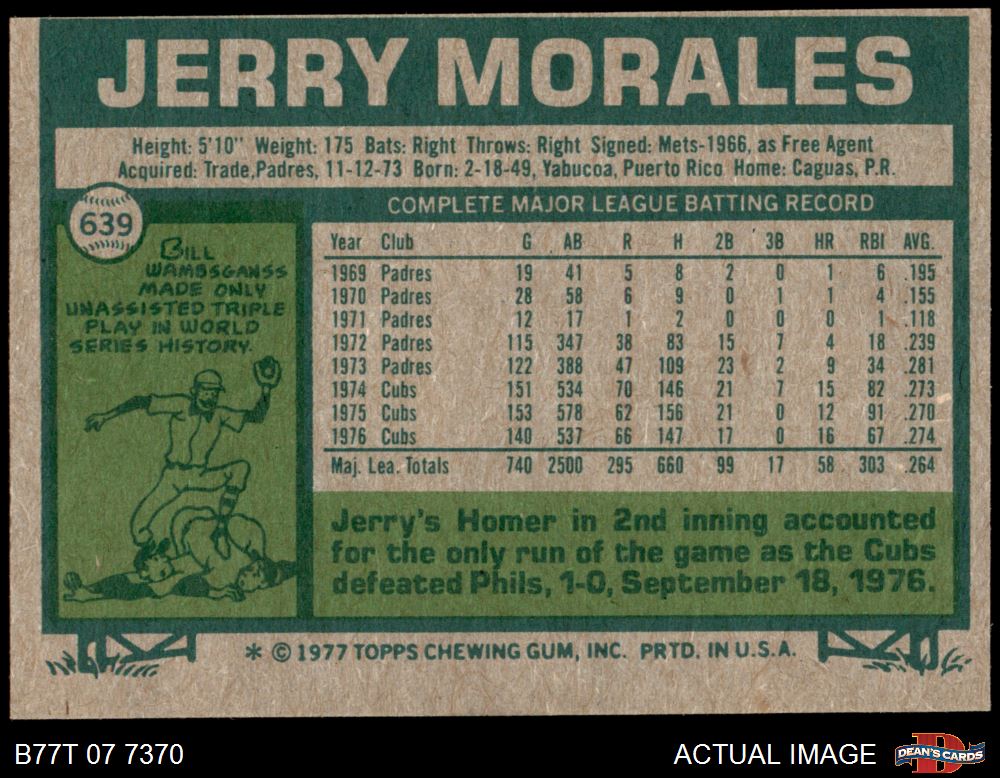 JERRY MORALES
Height: 5'10" Weight: 175 Bats: Right Throws: Right Signed: Mets-1966, as Free Agent
Acquired: Trade,Padres, 11-12-73 Born: 2-18-49, Yabucoa, Puerto Rico Home: Caguas, P.R.
639
BILL
WAMBSGANSS
MADE ONLY
UNASSISTED TRIPLE
PLAY IN WORLD
SERIES HISTORY.
COMPLETE MAJOR LEAGUE BATTING RECORD
Year Club G AB R H 2B 3B HR RBI AVG.
1969 Padres 19 41 5 8 2 0 1 6 .195
1970 Padres 28 58 6 9 0 1 1 4 .155
1971 Padres 12 17 1 2 0 0 0 1 .118
1972 Padres 115 347 38 83 15 7 4 18 .239
1973 Padres 122 388 47 109 23 2 9 34 .281
1974 Cubs 151 534 70 146 21 7 15 82 .273
1975 Cubs 153 578 62 156 21 0 12 91 .270
1976 Cubs 140 537 66 147 17 0 16 67 .274
Maj. Lea. Totals 740 2500 295 660 99 17 58 303 .264
Jerry's Homer in 2nd inning accounted
for the only run of the game as the Cubs
defeated Phils, 1-0, September 18, 1976.
* © 1977 TOPPS CHEWING GUM, INC. PRTD. IN U.S.A.
B77T 07 7370
ACTUAL IMAGE
D
DEAN'S CARDS